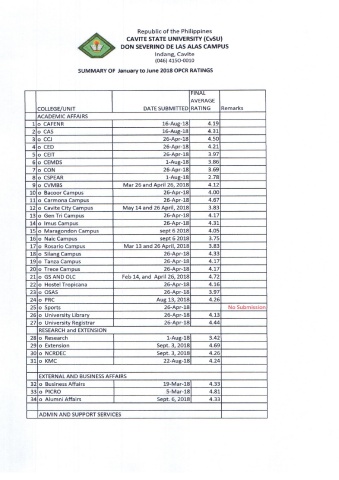 Republic of the Philippines
CAVITE STATE UNIVERSITY (CvSU)
DON SEVERINO DE LAS ALAS CAMPUS
Indang, Cavite
(046) 4150-0010
SUMMARY OF January to June 2018 OPCR RATINGS
COLLEGE/UNIT DATE SUBMITTED FINAL AVERAGE RATING Remarks
ACADEMIC AFFAIRS
1 o CAFENR 16-Aug-18 4.19
2 o CAS 16-Aug-18 4.31
3 o CCJ 26-Apr-18 4.50
4 o CED 26-Apr-18 4.21
5 o CEIT 26-Apr-18 3.97
6 o CEMDS 1-Aug-18 3.86
7 o CON 26-Apr-18 3.69
8 o CSPEAR 1-Aug-18 2.78
9 o CVMBS Mar 26 and April 26, 2018 4.12
10 o Bacoor Campus 26-Apr-18 4.00
11 o Carmona Campus 26-Apr-18 4.67
12 o Cavite City Campus May 14 and 26 April, 2018 3.83
13 o Gen Tri Campus 26-Apr-18 4.17
14 o Imus Campus 26-Apr-18 4.31
15 o Maragondon Campus sept 6 2018 4.05
16 o Naic Campus sept 6 2018 3.75
17 o Rosario Campus Mar 13 and 26 April, 2018 3.83
18 o Silang Campus 26-Apr-18 4.33
19 o Tanza Campus 26-Apr-18 4.17
20 o Trece Campus 26-Apr-18 4.17
21 o GS AND OLC Feb 14, and April 26, 2018 4.72
22 o Hostel Tropicana 26-Apr-18 4.16
23 o OSAS 26-Apr-18 3.97
24 o PRC Aug 13, 2018 4.26
25 o Sports No Submission
26 o University Library 26-Apr-18 4.13
27 o University Registrar 26-Apr-18 4.44
RESEARCH and EXTENSION
28 o Research 1-Aug-18 3.42
29 o Extension Sept. 3, 2018 4.69
30 o NCRDEC Sept. 3, 2018 4.26
31 o KMC 22-Aug-18 4.24
EXTERNAL AND BUSINESS AFFAIRS
32 o Business Affairs 19-Mar-18 4.33
33 o PICRO 5-Mar-18 4.81
34 o Alumni Affairs Sept. 6, 2018 4.33
ADMIN AND SUPPORT SERVICES